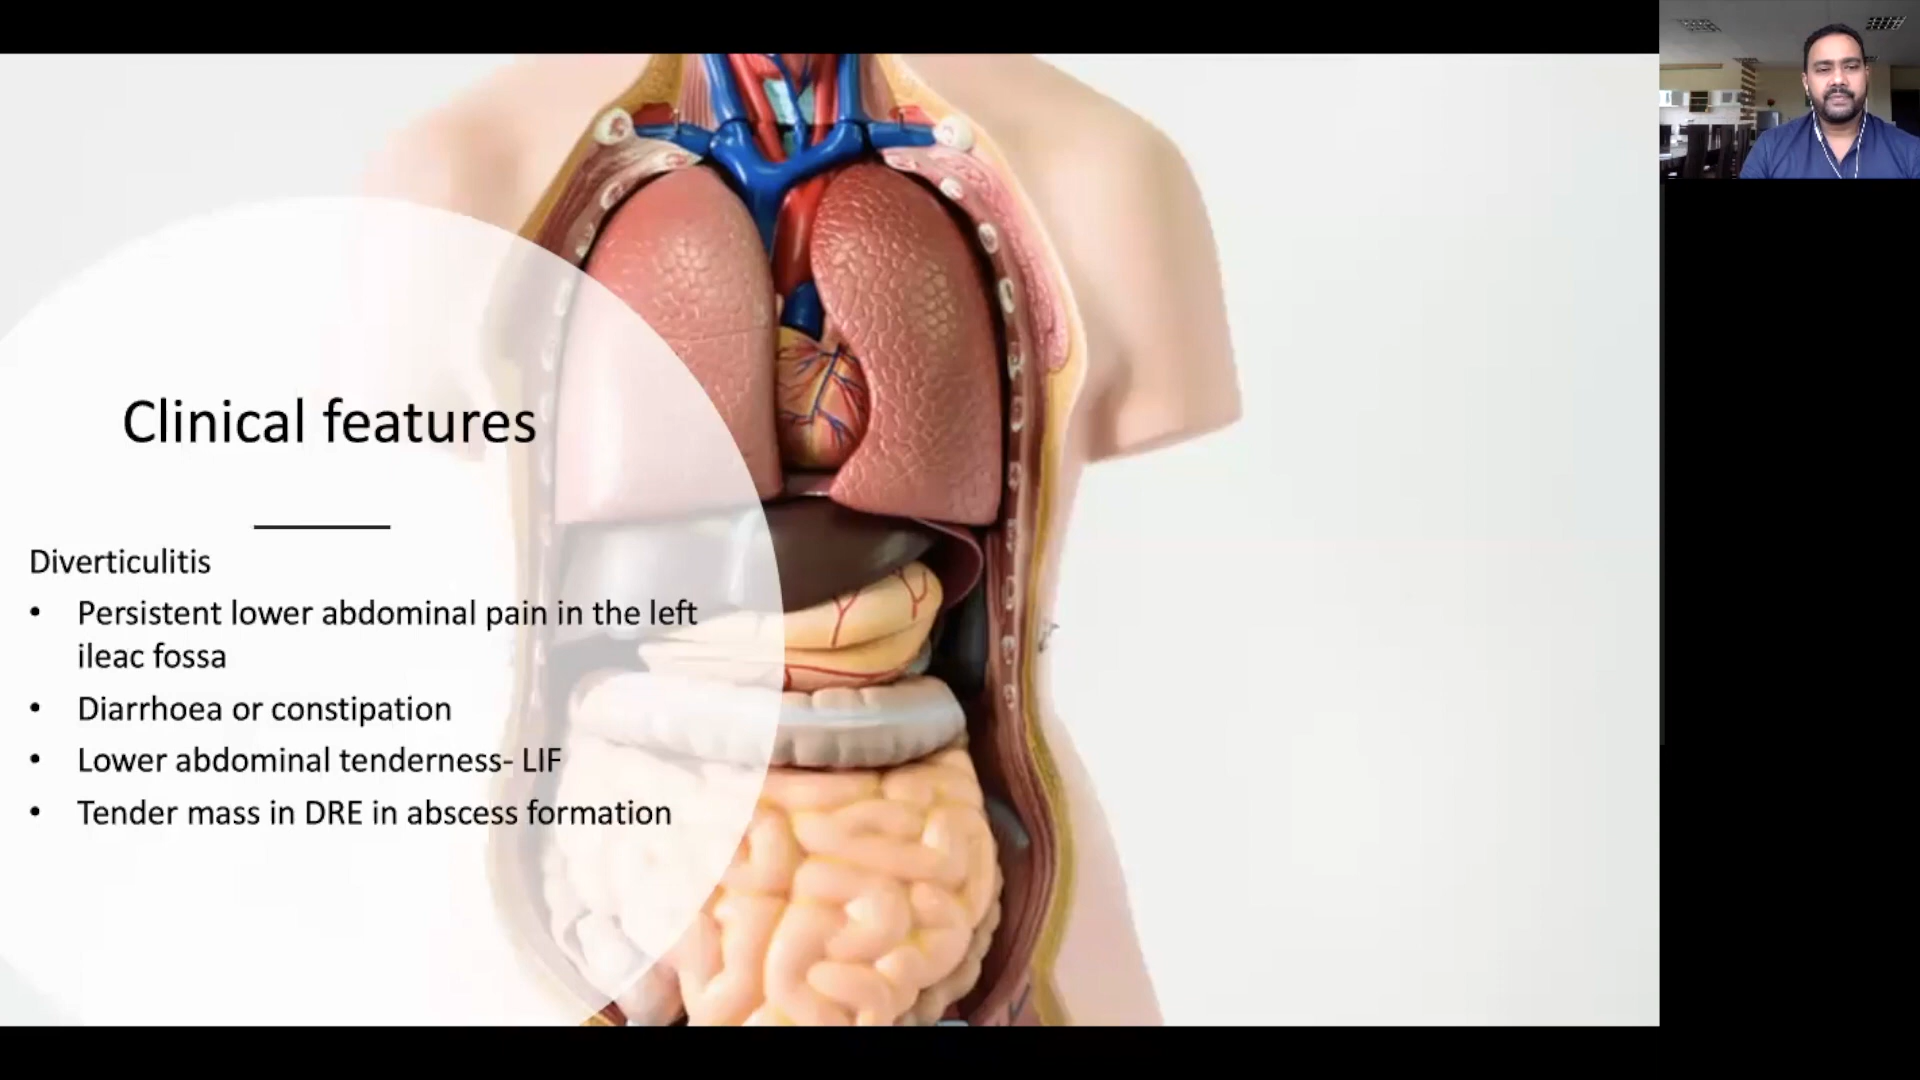 Clinical features
Diverticulitis
• Persistent lower abdominal pain in the left
ileac fossa
• Diarrhoea or constipation
• Lower abdominal tenderness- LIF
• Tender mass in DRE in abscess formation